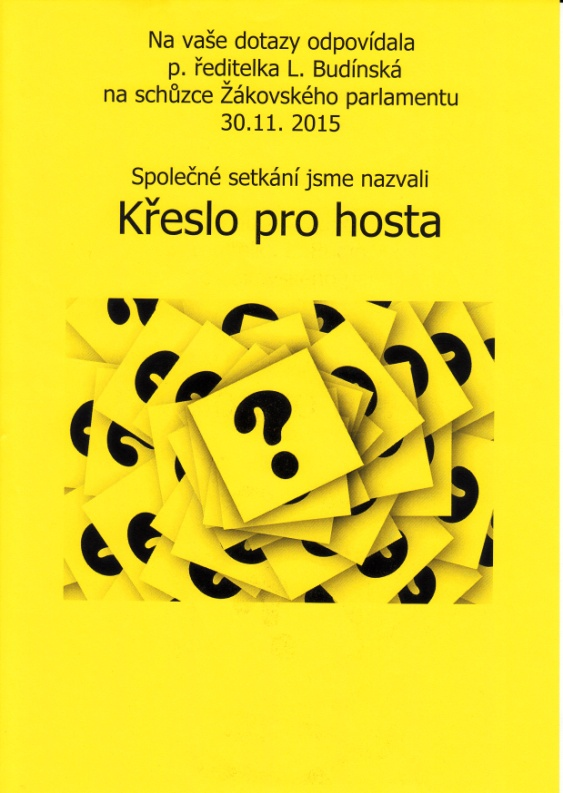 Na vaše dotazy odpovídala
p. ředitelka L. Budínská
na schůzce Žákovského parlamentu
30.11. 2015
Společné setkání jsme nazvali
Křeslo pro hosta
?